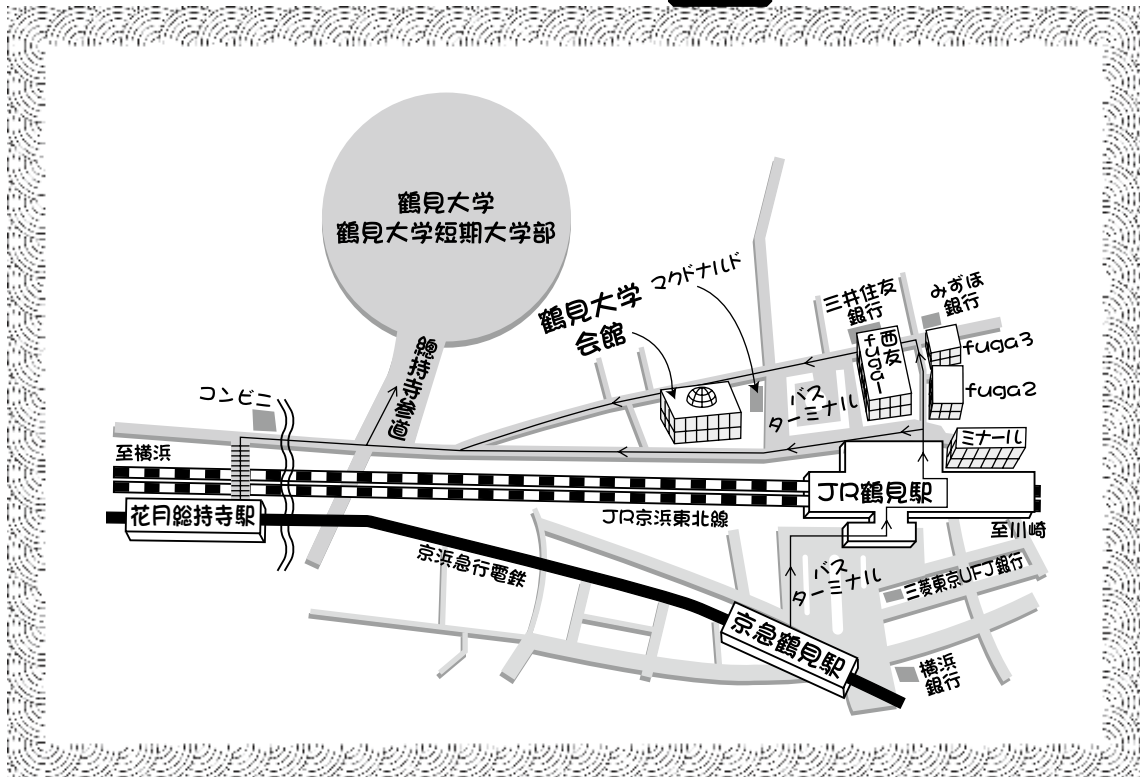 鶴見大学
鶴見大学短期大学部
鶴見大学
会館
マクドナルド
三井住友
銀行
みずほ
銀行
西友
fuga1
fuga3
fuga2
總持寺参道
コンビニ
バス
ターミナル
ミナール
至横浜
JR鶴見駅
花月総持寺駅
JR京浜東北線
至川崎
京浜急行電鉄
バス
ターミナル
三菱東京UFJ銀行
京急鶴見駅
横浜
銀行